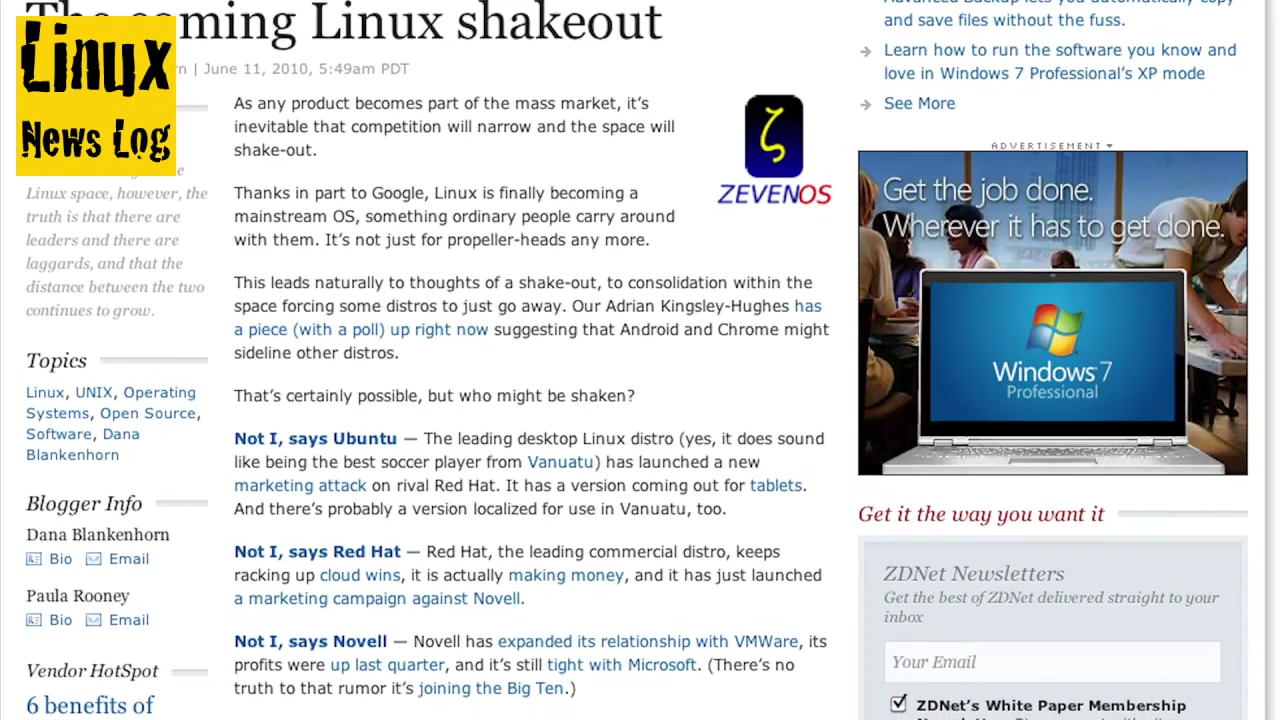 The coming Linux shakeout
Linux
News Log
rn | June 11, 2010, 5:49am PDT
Linux space, however, the
truth is that there are
leaders and there are
laggards, and that the
distance between the two
continues to grow.
Topics
Linux, UNIX, Operating
Systems, Open Source,
Software, Dana
Blankenhorn
Blogger Info
Dana Blankenhorn
Bio Email
Paula Rooney
Bio Email
Vendor HotSpot
6 benefits of
As any product becomes part of the mass market, it’s
inevitable that competition will narrow and the space will
shake-out.
ZEVENOS
Thanks in part to Google, Linux is finally becoming a
mainstream OS, something ordinary people carry around
with them. It’s not just for propeller-heads any more.
This leads naturally to thoughts of a shake-out, to consolidation within the
space forcing some distros to just go away. Our Adrian Kingsley-Hughes has
a piece (with a poll) up right now suggesting that Android and Chrome might
sideline other distros.
That’s certainly possible, but who might be shaken?
Not I, says Ubuntu — The leading desktop Linux distro (yes, it does sound
like being the best soccer player from Vanuatu) has launched a new
marketing attack on rival Red Hat. It has a version coming out for tablets.
And there’s probably a version localized for use in Vanuatu, too.
Not I, says Red Hat — Red Hat, the leading commercial distro, keeps
racking up cloud wins, it is actually making money, and it has just launched
a marketing campaign against Novell.
Not I, says Novell — Novell has expanded its relationship with VMWare, its
profits were up last quarter, and it’s still tight with Microsoft. (There’s no
truth to that rumor it’s joining the Big Ten.)
Advanced Backup lets you automatically copy
and save files without the fuss.
Learn how to run the software you know and
love in Windows 7 Professional’s XP mode
See More
ADVERTISEMENT
Get the job done.
Wherever it has to get done.
Windows 7
Professional
Get it the way you want it
ZDNet Newsletters
Get the best of ZDNet delivered straight to your
inbox
Your Email
ZDNet’s White Paper Membership